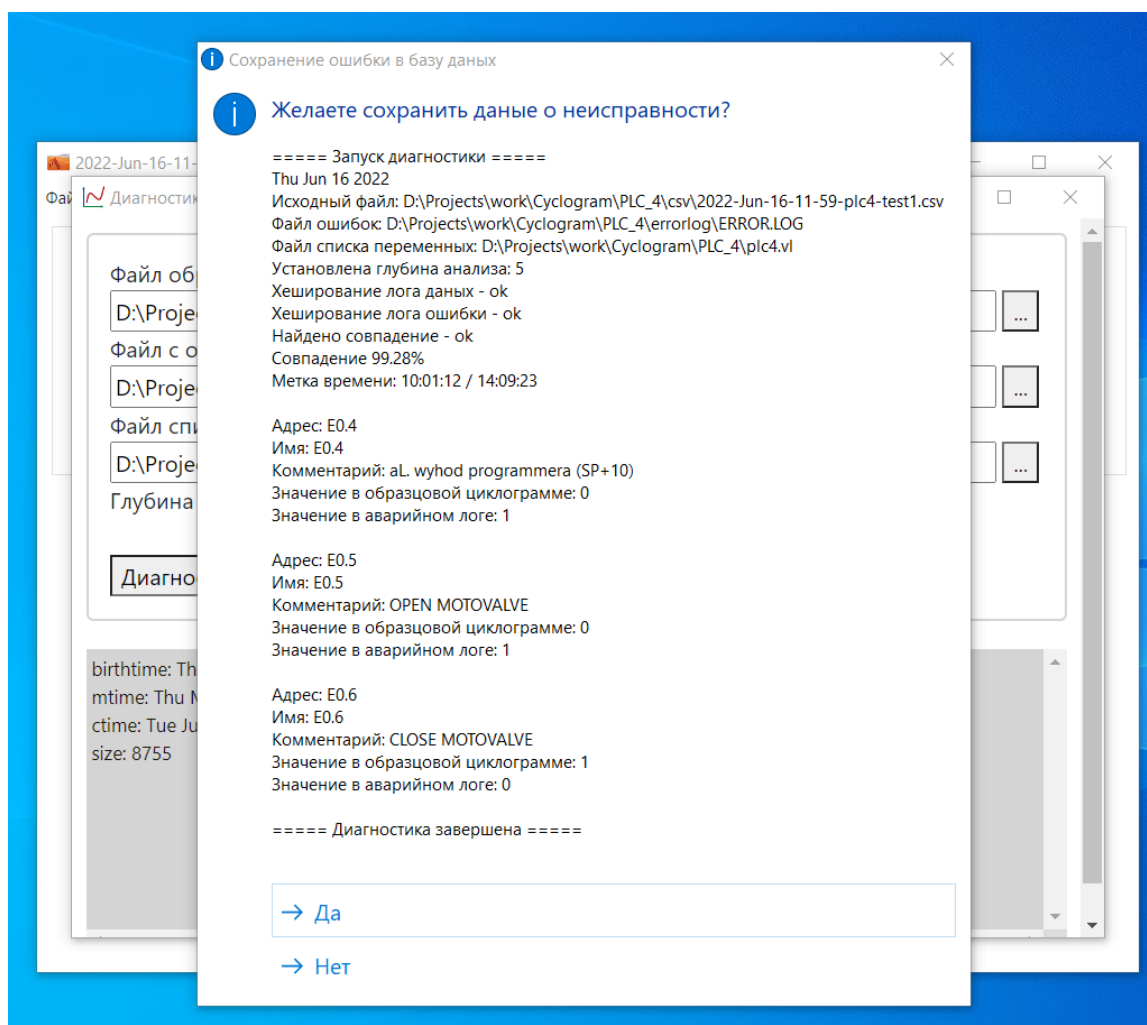 Сохранение ошибки в базу даных
Желаете сохранить даные о неисправности?
===== Запуск диагностики =====
Thu Jun 16 2022
Исходный файл: D:\Projects\work\Cyclogram\PLC_4\csv\2022-Jun-16-11-59-plc4-test1.csv
Файл ошибок: D:\Projects\work\Cyclogram\PLC_4\errorlog\ERROR.LOG
Файл списка переменных: D:\Projects\work\Cyclogram\PLC_4\plc4.vl
Установлена глубина анализа: 5
Хеширование лога даных - ok
Хеширование лога ошибки - ok
Найдено совпадение - ok
Совпадение 99.28%
Метка времени: 10:01:12 / 14:09:23
Адрес: E0.4
Имя: E0.4
Комментарий: aL. wyhod programmera (SP+10)
Значение в образцовой циклограмме: 0
Значение в аварийном логе: 1
Адрес: E0.5
Имя: E0.5
Комментарий: OPEN MOTOVALVE
Значение в образцовой циклограмме: 0
Значение в аварийном логе: 1
Адрес: E0.6
Имя: E0.6
Комментарий: CLOSE MOTOVALVE
Значение в образцовой циклограмме: 1
Значение в аварийном логе: 0
===== Диагностика завершена =====
→ Да
→ Нет
2022-Jun-16-11-
Фай
Диагностик
Файл об
D:\Proje
...
Файл с о
D:\Proje
...
Файл спи
D:\Proje
...
Глубина
Диагно
birthtime: Th
mtime: Thu M
ctime: Tue Ju
size: 8755